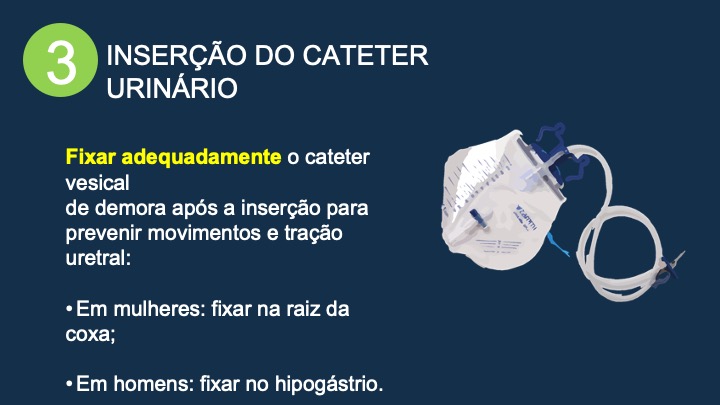 3
INSERÇÃO DO CATETER
URINÁRIO
Fixar adequadamente o cateter
vesical
de demora após a inserção para
prevenir movimentos e tração
uretral:
• Em mulheres: fixar na raiz da
coxa;
• Em homens: fixar no hipogástrio.